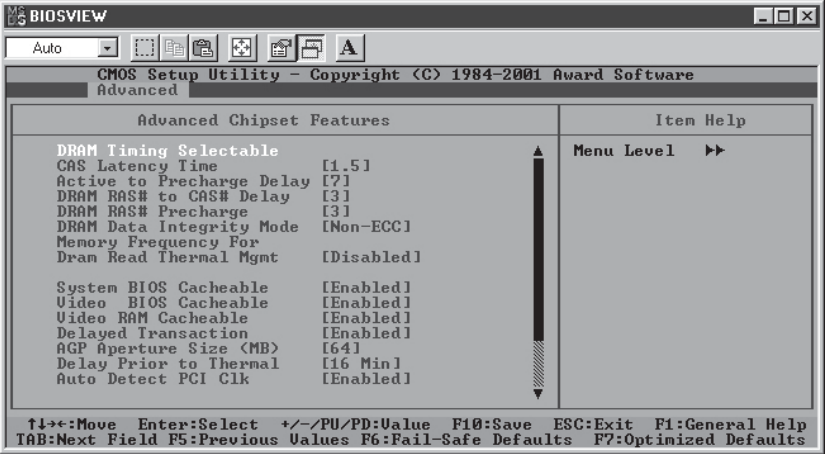 MS DOS BIOSVIEW
Auto
A
CMOS Setup Utility - Copyright (C) 1984-2001 Award Software
Advanced
Advanced Chipset Features
Item Help
DRAM Timing Selectable
Menu Level ▶▶
CAS Latency Time [1.5]
Active to Precharge Delay [7]
DRAM RAS# to CAS# Delay [3]
DRAM RAS# Precharge [3]
DRAM Data Integrity Mode [Non-ECC]
Memory Frequency For
Dram Read Thermal Mgmt [Disabled]
System BIOS Cacheable [Enabled]
Video BIOS Cacheable [Enabled]
Video RAM Cacheable [Enabled]
Delayed Transaction [Enabled]
AGP Aperture Size (MB) [64]
Delay Prior to Thermal [16 Min]
Auto Detect PCI Clk [Enabled]
↑↓→←:Move Enter:Select +/-/PU/PD:Value F10:Save ESC:Exit F1:General Help
TAB:Next Field F5:Previous Values F6:Fail-Safe Defaults F7:Optimized Defaults